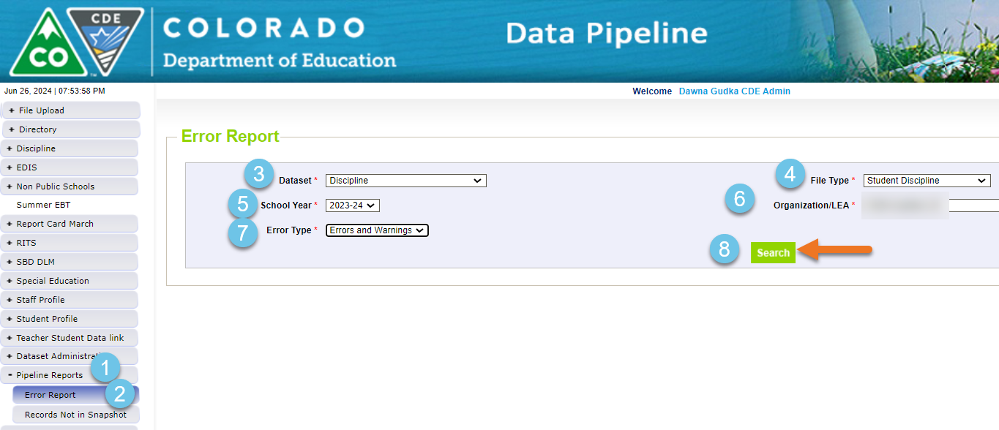 CDE
CO
COLORADO
Department of Education
Data Pipeline
Jun 26, 2024 | 07:53:58 PM
Welcome Dawna Gudka CDE Admin
+ File Upload
+ Directory
+ Discipline
+ EDIS
+ Non Public Schools
Summer EBT
+ Report Card March
+ RITS
+ SBD DLM
+ Special Education
+ Staff Profile
+ Student Profile
+ Teacher Student Data link
+ Dataset Administrati
- Pipeline Reports 1
Error Report 2
Records Not in Snapshot
Error Report
3 Dataset * Discipline
4 File Type * Student Discipline
5 School Year * 2023-24
6 Organization/LEA *
7 Error Type * Errors and Warnings
8 Search